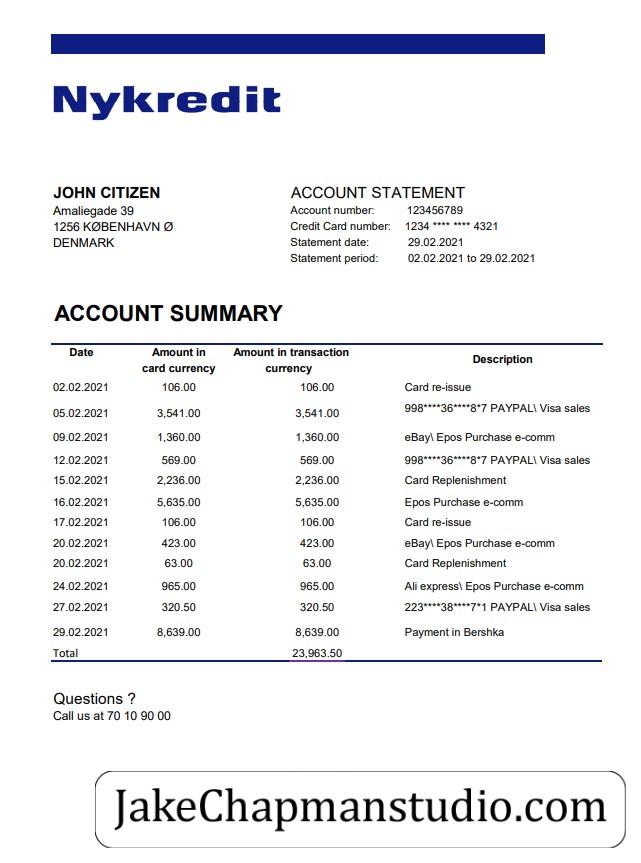 Nykredit
JOHN CITIZEN
Amaliegade 39
1256 KØBENHAVN Ø
DENMARK
ACCOUNT STATEMENT
Account number: 123456789
Credit Card number: 1234 **** **** 4321
Statement date: 29.02.2021
Statement period: 02.02.2021 to 29.02.2021
ACCOUNT SUMMARY
Date Amount in card currency Amount in transaction currency Description
02.02.2021 106.00 106.00 Card re-issue
05.02.2021 3,541.00 3,541.00 998****36****8*7 PAYPAL\ Visa sales
09.02.2021 1,360.00 1,360.00 eBay\ Epos Purchase e-comm
12.02.2021 569.00 569.00 998****36****8*7 PAYPAL\ Visa sales
15.02.2021 2,236.00 2,236.00 Card Replenishment
16.02.2021 5,635.00 5,635.00 Epos Purchase e-comm
17.02.2021 106.00 106.00 Card re-issue
20.02.2021 423.00 423.00 eBay\ Epos Purchase e-comm
20.02.2021 63.00 63.00 Card Replenishment
24.02.2021 965.00 965.00 Ali express\ Epos Purchase e-comm
27.02.2021 320.50 320.50 223****38****7*1 PAYPAL\ Visa sales
29.02.2021 8,639.00 8,639.00 Payment in Bershka
Total 23,963.50
Questions ?
Call us at 70 10 90 00
JakeChapmanstudio.com